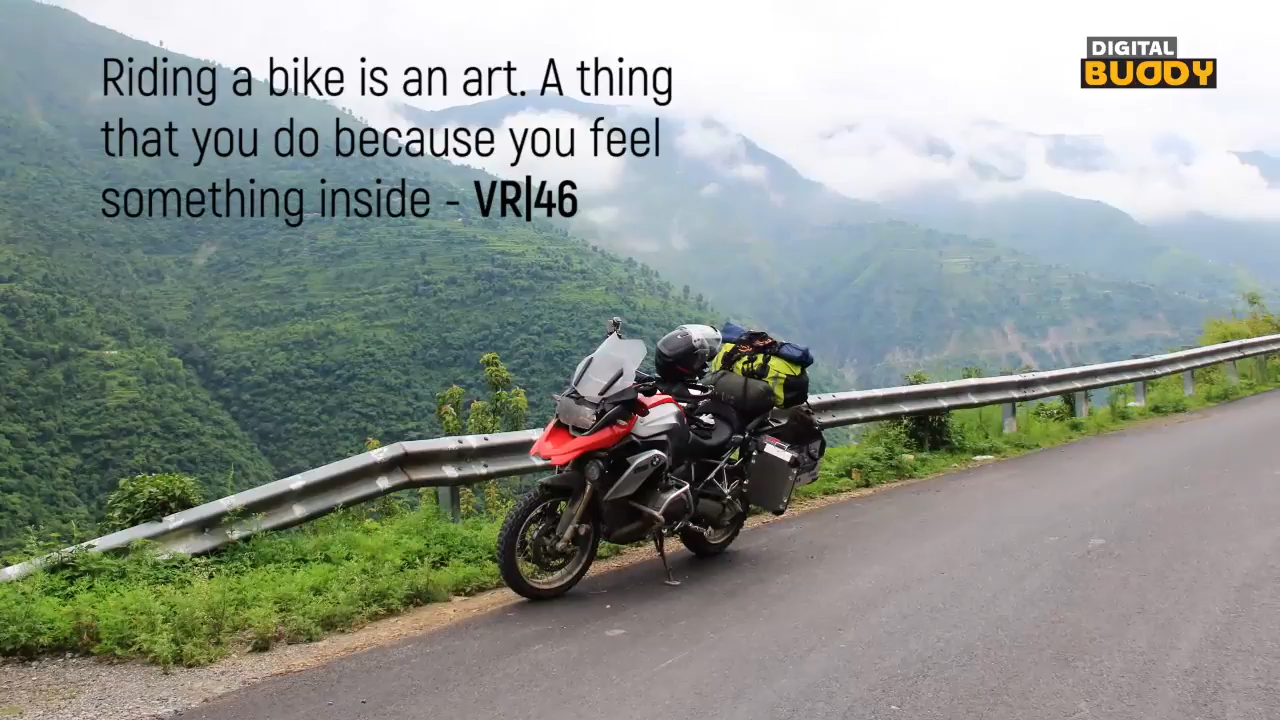 Riding a bike is an art. A thing
that you do because you feel
something inside - VR|46
DIGITAL
BUDDY